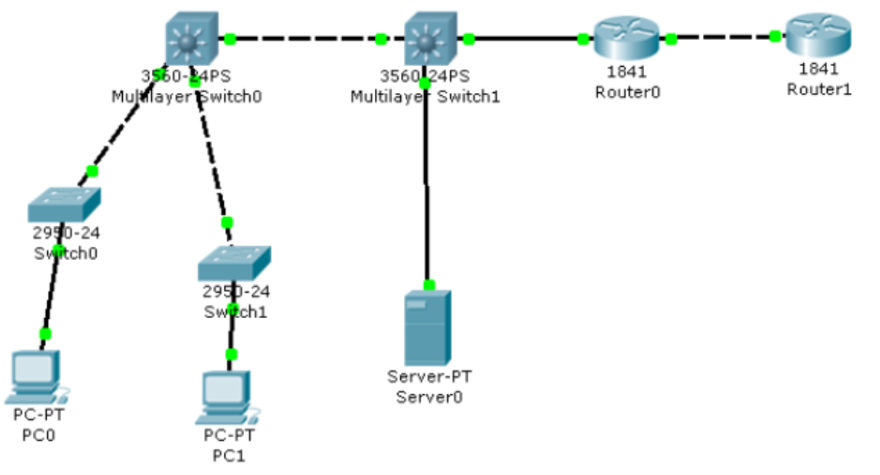 3560-24PS
Multilayer Switch0
3560-24PS
Multilayer Switch1
1841
Router0
1841
Router1
2950-24
Switch0
2950-24
Switch1
Server-PT
Server0
PC-PT
PC0
PC-PT
PC1